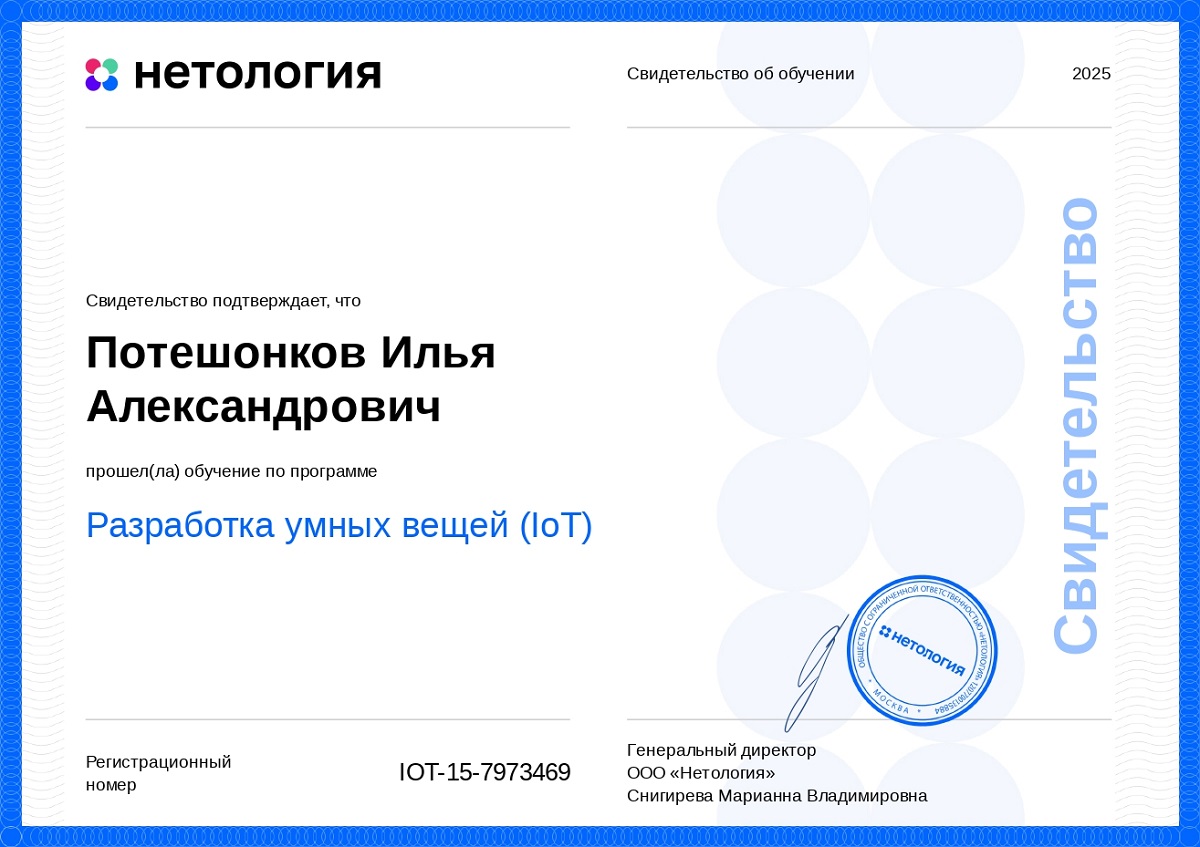 нетология
Свидетельство об обучении
2025
Свидетельство подтверждает, что
Потешонков Илья
Александрович
прошел(ла) обучение по программе
Разработка умных вещей (IoT)
Свидетельство
ОБЩЕСТВО С ОГРАНИЧЕННОЙ ОТВЕТСТВЕННОСТЬЮ «НЕТОЛОГИЯ»
* МОСКВА *
нетология
Регистрационный
номер
IOT-15-7973469
Генеральный директор
ООО «Нетология»
Снигирева Марианна Владимировна